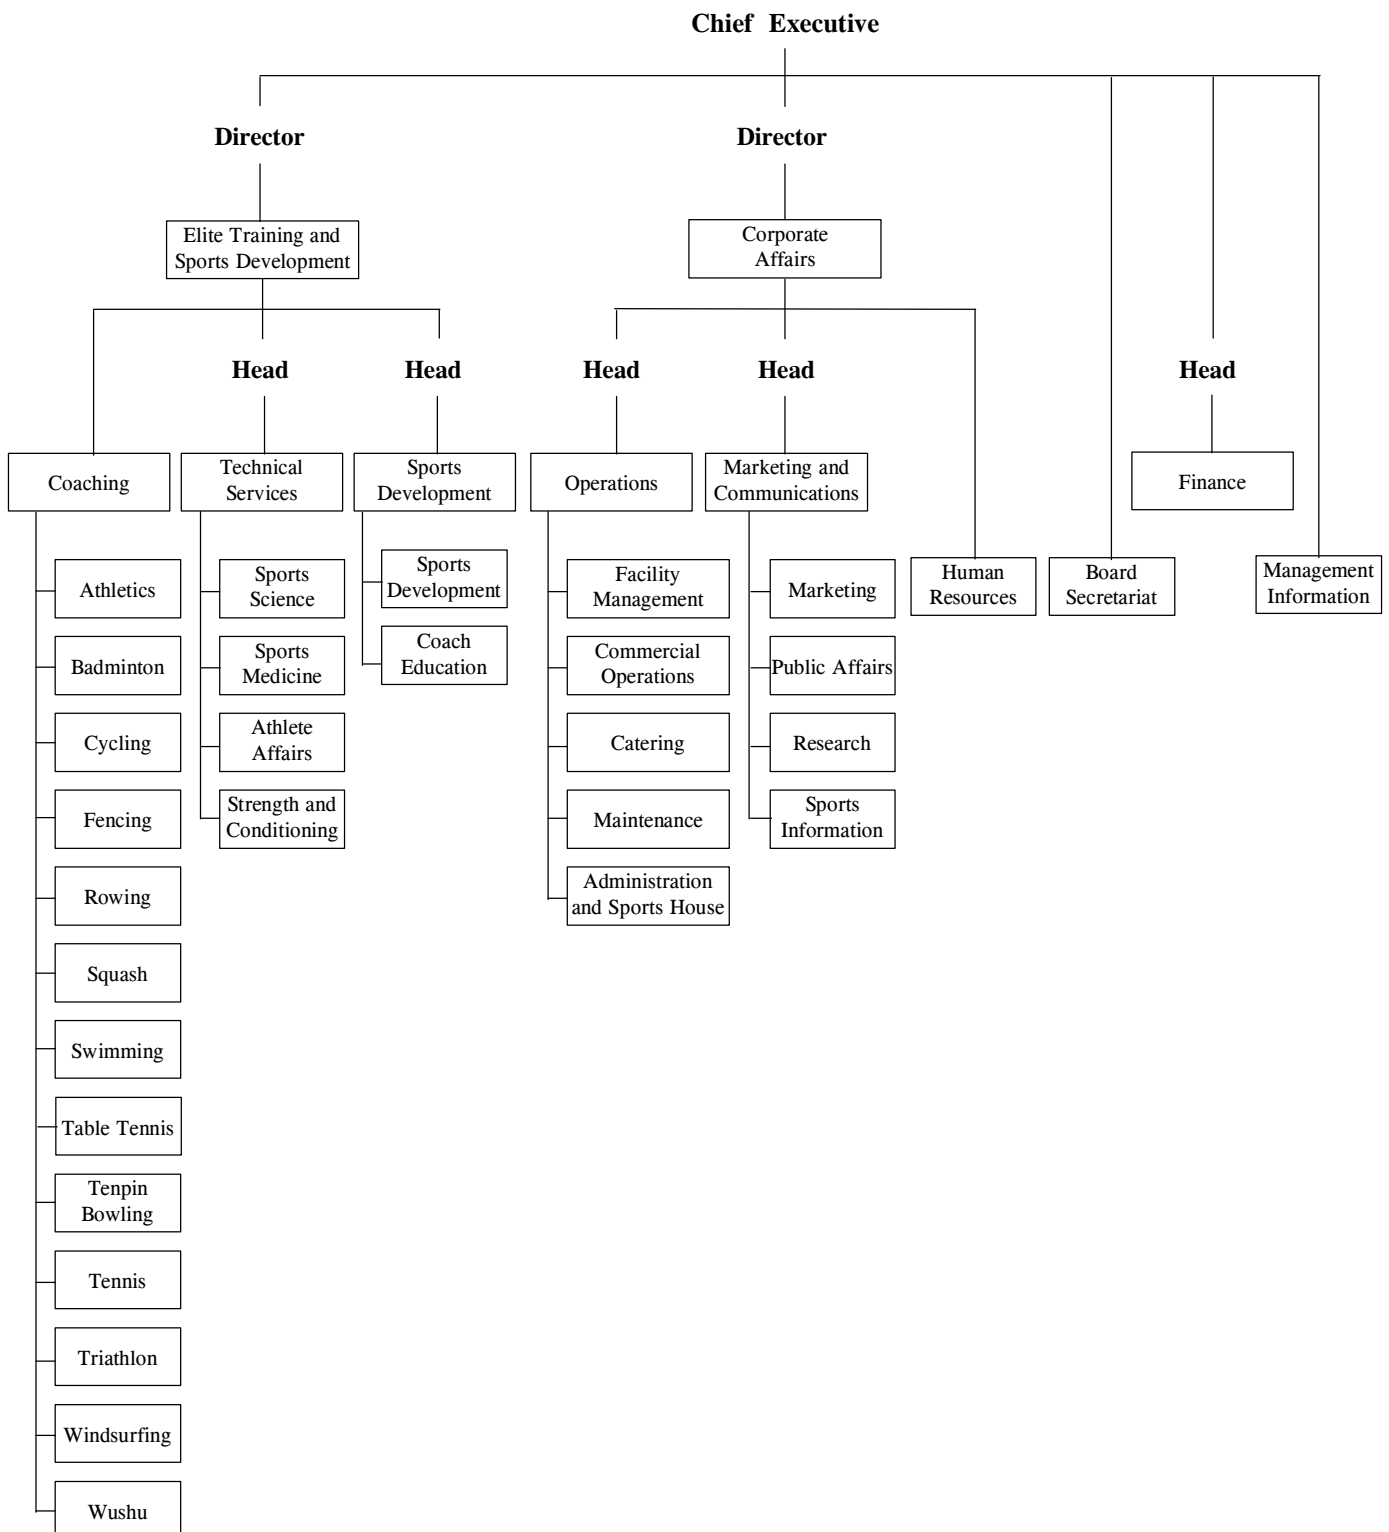 Chief Executive
Director
Director
Elite Training and
Sports Development
Corporate
Affairs
Head
Head
Head
Head
Head
Coaching
Technical
Services
Sports
Development
Operations
Marketing and
Communications
Finance
Athletics
Badminton
Cycling
Fencing
Rowing
Squash
Swimming
Table Tennis
Tenpin
Bowling
Tennis
Triathlon
Windsurfing
Wushu
Sports
Science
Sports
Medicine
Athlete
Affairs
Strength and
Conditioning
Sports
Development
Coach
Education
Facility
Management
Commercial
Operations
Catering
Maintenance
Administration
and Sports House
Marketing
Public Affairs
Research
Sports
Information
Human
Resources
Board
Secretariat
Management
Information